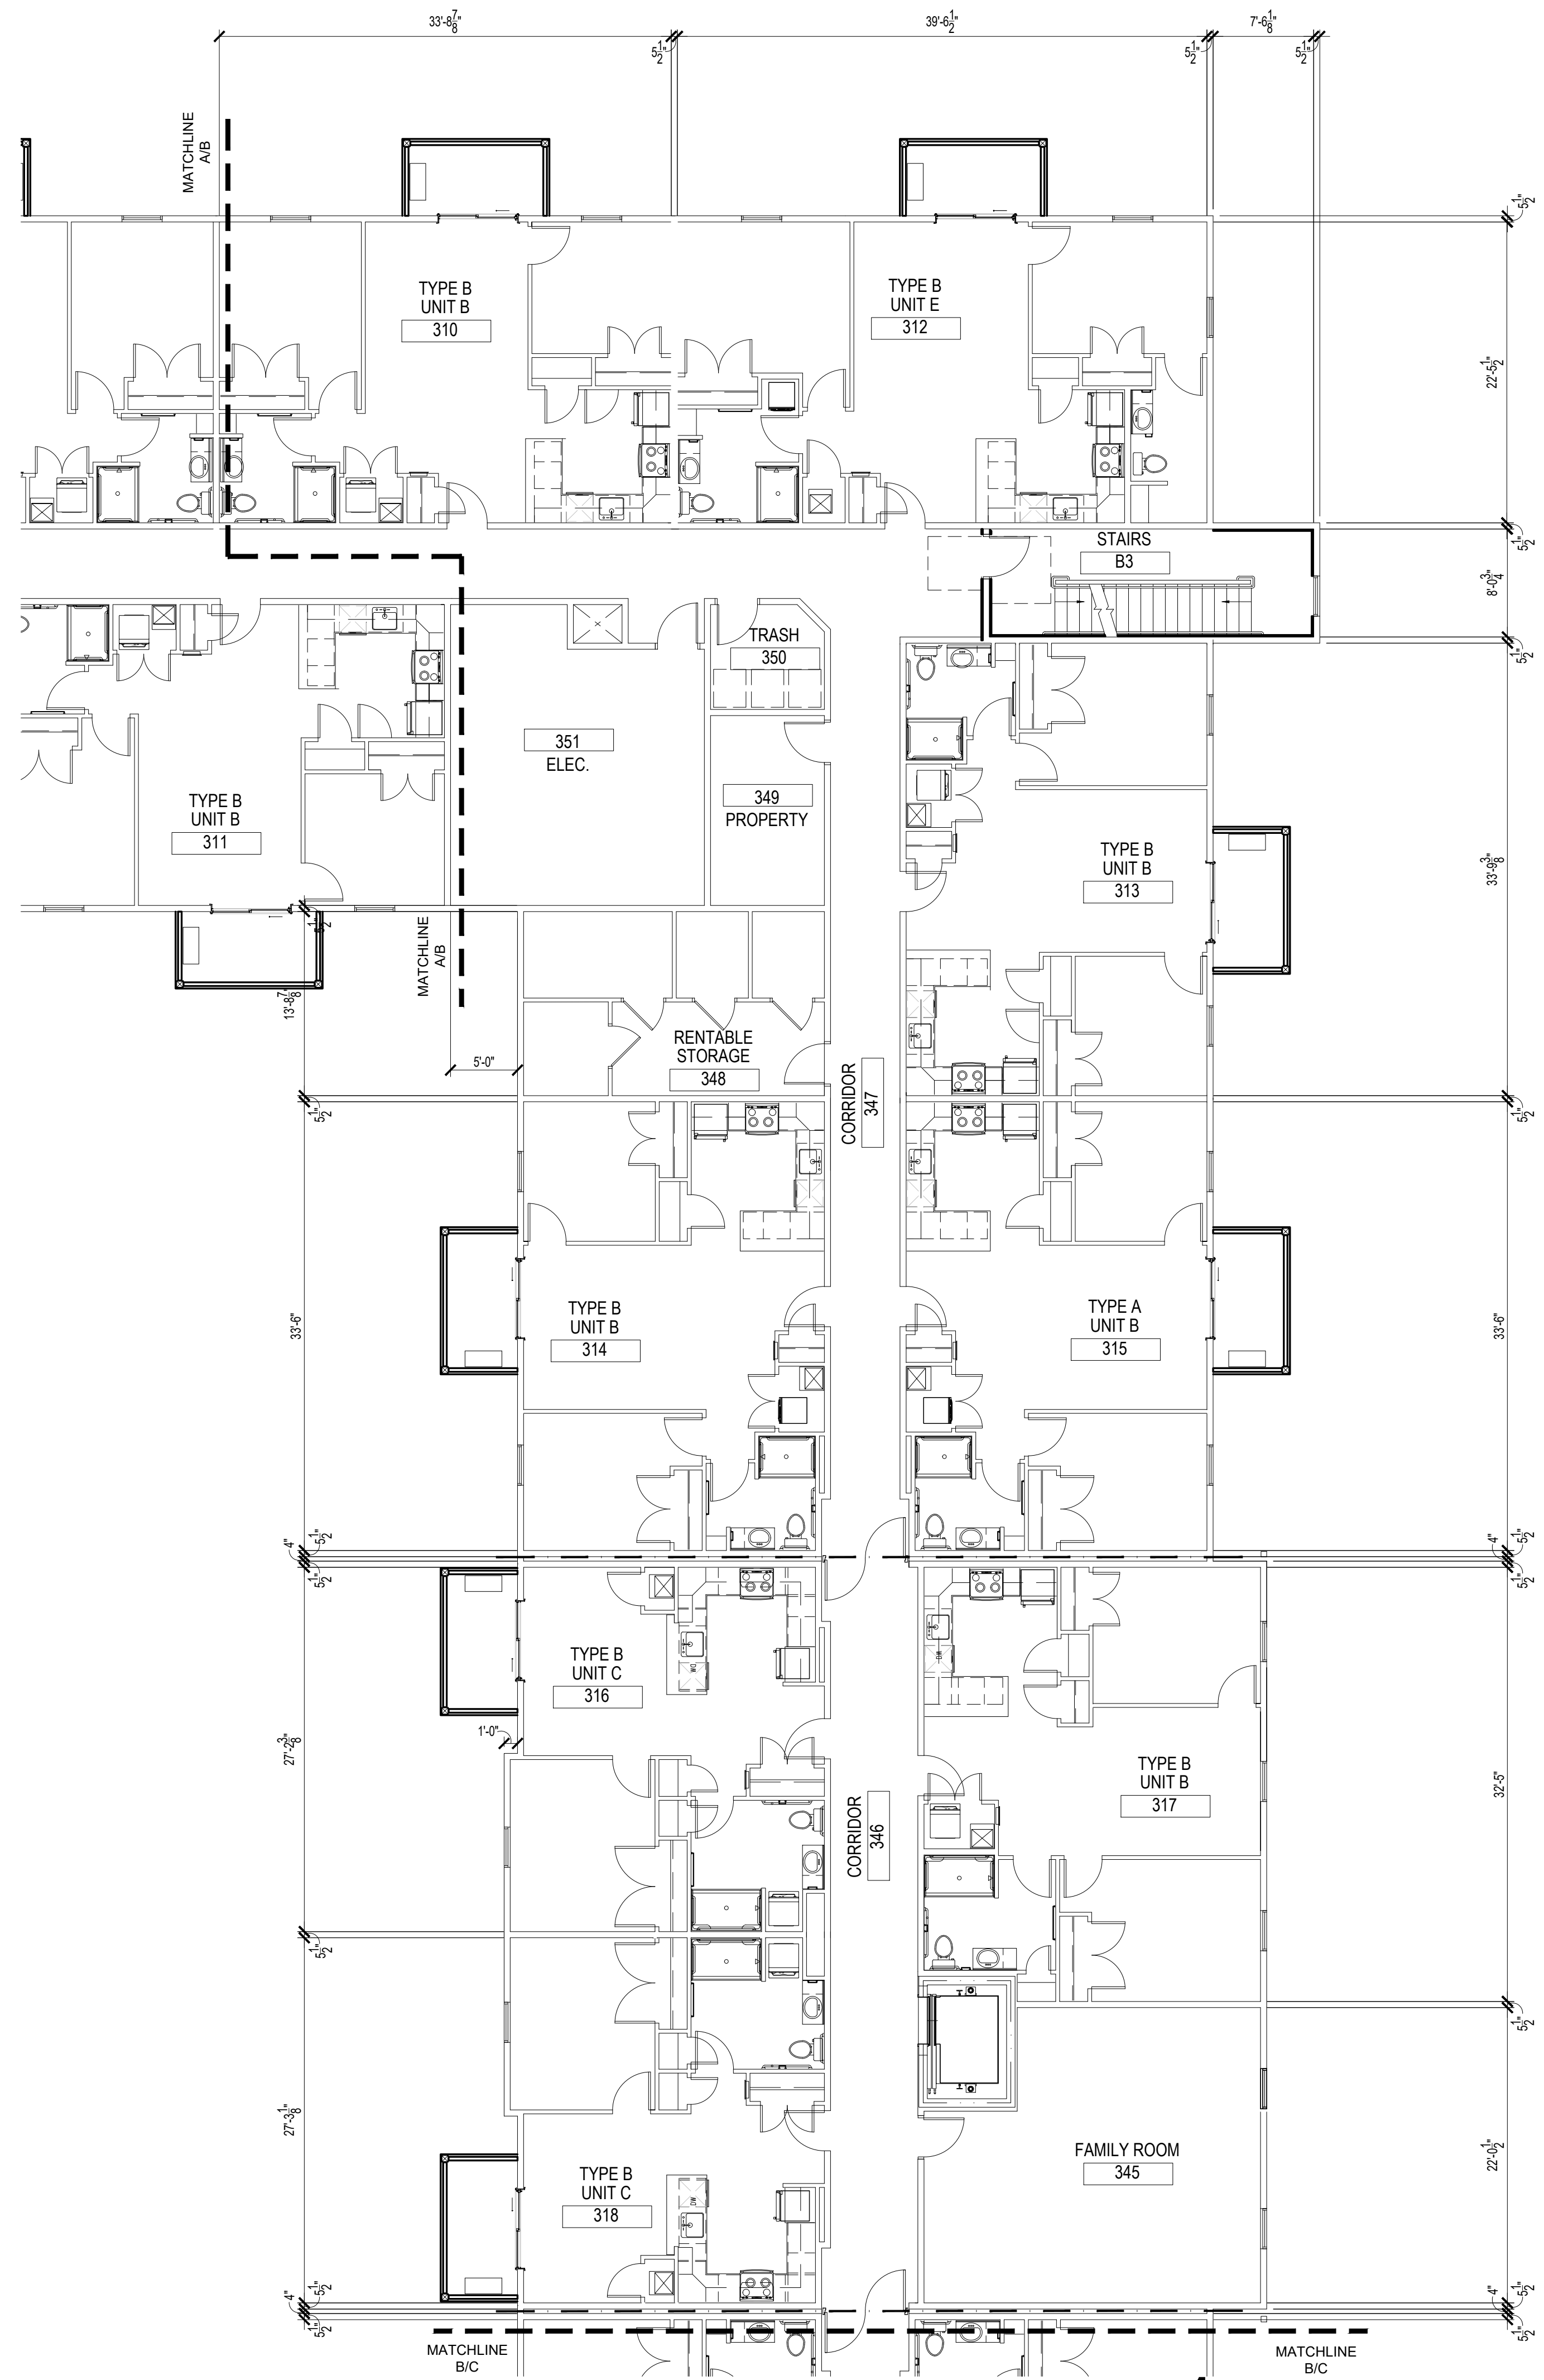 33'-8 7/8"
39'-6 1/2"
7'-6 1/8"
5 1/2"
5 1/2"
5 1/2"
MATCHLINE
A/B
5 1/2"
TYPE B
UNIT B
310
TYPE B
UNIT E
312
22'-5 1/2"
5 1/2"
STAIRS
B3
8'-0 3/4"
5 1/2"
TRASH
350
351
ELEC.
349
PROPERTY
TYPE B
UNIT B
311
TYPE B
UNIT B
313
33'-9 3/8"
MATCHLINE
A/B
13'-8 7/8"
5'-0"
RENTABLE
STORAGE
348
CORRIDOR
347
5 1/2"
5 1/2"
TYPE B
UNIT B
314
TYPE A
UNIT B
315
33'-6"
33'-6"
4"
5 1/2"
5 1/2"
4"
5 1/2"
5 1/2"
DW
DW
TYPE B
UNIT C
316
1'-0"
27'-2 3/8"
TYPE B
UNIT B
317
32'-5"
CORRIDOR
346
5 1/2"
5 1/2"
27'-3 1/8"
FAMILY ROOM
345
22'-0 1/2"
TYPE B
UNIT C
318
DW
4"
5 1/2"
5 1/2"
4"
5 1/2"
5 1/2"
MATCHLINE
B/C
MATCHLINE
B/C